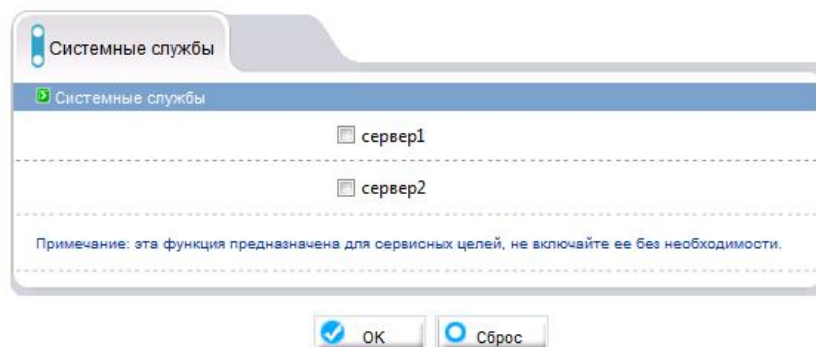 Системные службы
Системные службы
сервер1
сервер2
Примечание: эта функция предназначена для сервисных целей, не включайте ее без необходимости.
OK Сброс